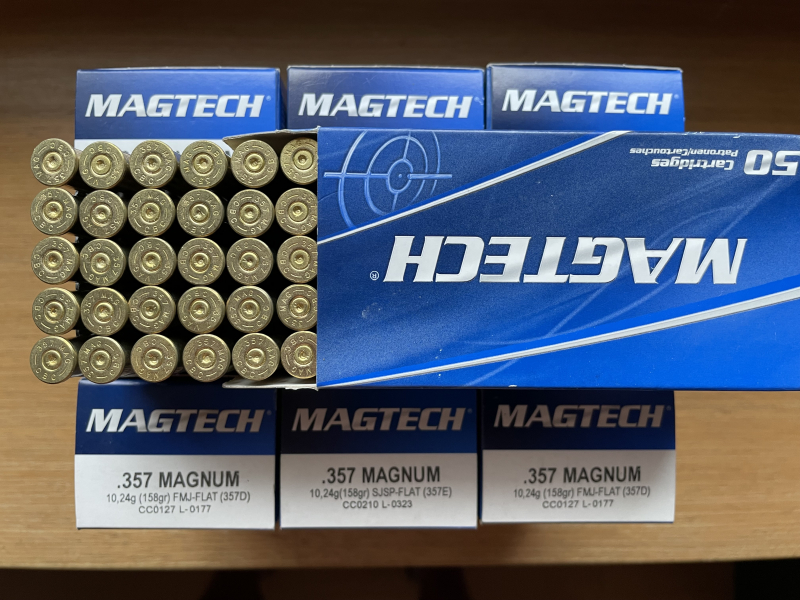 MAGTECH®
MAGTECH®
MAGTECH®
50
Cartridges
Patronen/Cartouches
MAGTECH®
MAGTECH®
.357 MAGNUM
10,24g (158gr) FMJ-FLAT (357D)
CC0127 L-0177
MAGTECH®
.357 MAGNUM
10,24g(158gr) SJSP-FLAT (357E)
CC0210 L-0323
MAGTECH®
.357 MAGNUM
10,24g (158gr) FMJ-FLAT (357D)
CC0127 L-0177